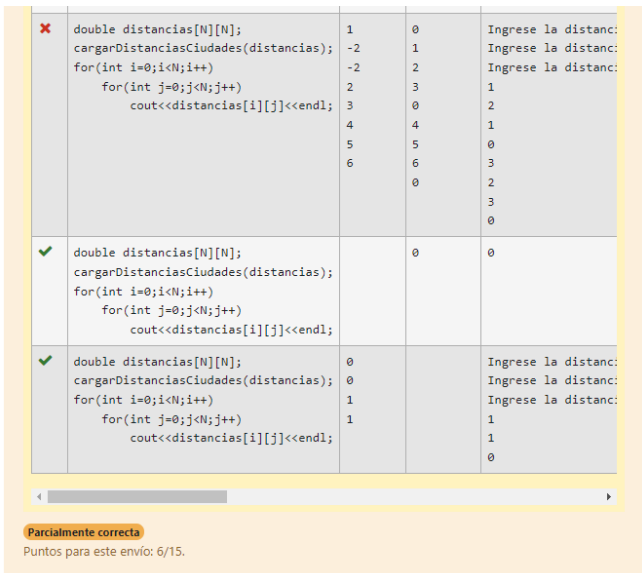 double distancias[N][N]; 1 0 Ingrese la distanci
cargarDistanciasCiudades(distancias); -2 1 Ingrese la distanci
for(int i=0;i<N;i++) -2 2 Ingrese la distanci
for(int j=0;j<N;j++) 2 3 1
cout<<distancias[i][j]<<endl; 3 0 2
4 4 1
5 5 0
6 6 3
0 2
3
0
double distancias[N][N]; 0 0
cargarDistanciasCiudades(distancias);
for(int i=0;i<N;i++)
for(int j=0;j<N;j++)
cout<<distancias[i][j]<<endl;
double distancias[N][N]; 0 Ingrese la distanci
cargarDistanciasCiudades(distancias); 0 Ingrese la distanci
for(int i=0;i<N;i++) 1 Ingrese la distanci
for(int j=0;j<N;j++) 1 1
cout<<distancias[i][j]<<endl; 1
0
Parcialmente correcta
Puntos para este envío: 6/15.